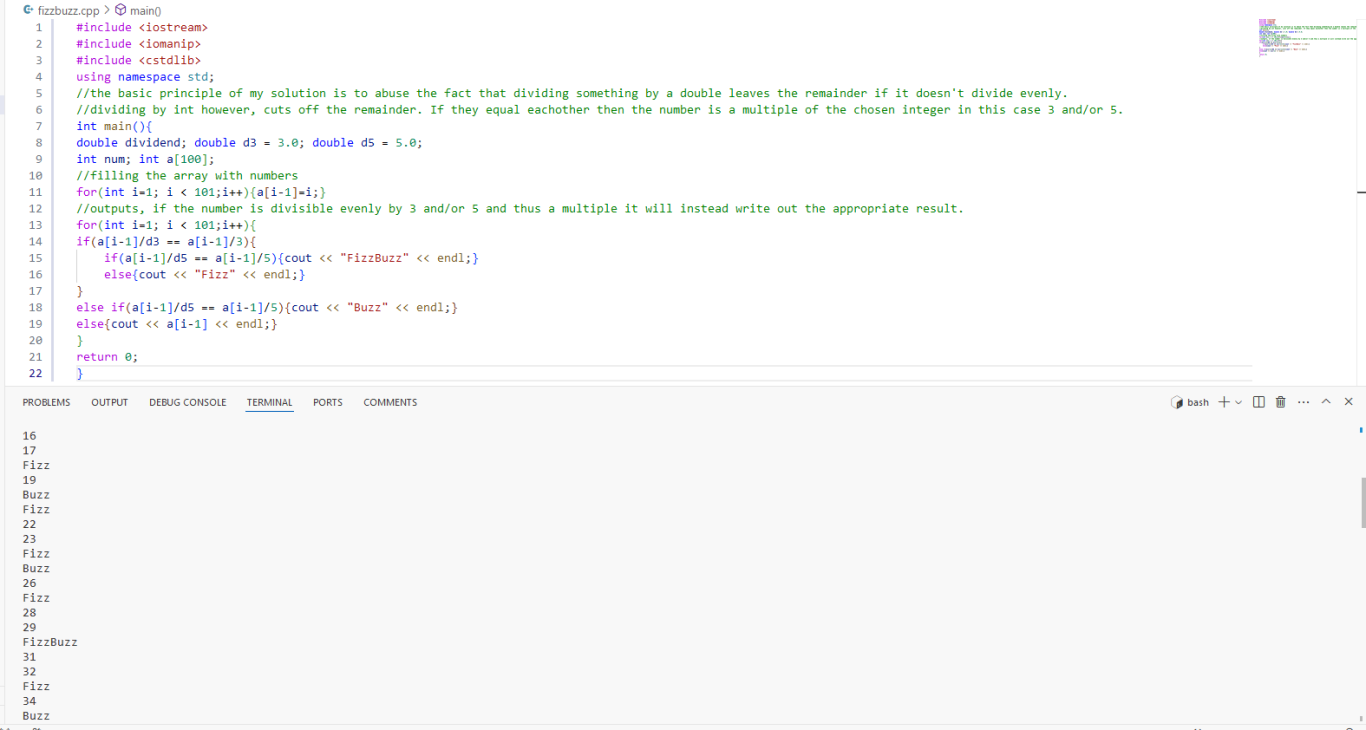 fizzbuzz.cpp > main()
1 #include <iostream>
2 #include <iomanip>
3 #include <cstdlib>
4 using namespace std;
5 //the basic principle of my solution is to abuse the fact that dividing something by a double leaves the remainder if it doesn't divide evenly.
6 //dividing by int however, cuts off the remainder. If they equal eachother then the number is a multiple of the chosen integer in this case 3 and/or 5.
7 int main(){
8 double dividend; double d3 = 3.0; double d5 = 5.0;
9 int num; int a[100];
10 //filling the array with numbers
11 for(int i=1; i < 101;i++){a[i-1]=i;}
12 //outputs, if the number is divisible evenly by 3 and/or 5 and thus a multiple it will instead write out the appropriate result.
13 for(int i=1; i < 101;i++){
14 if(a[i-1]/d3 == a[i-1]/3){
15     if(a[i-1]/d5 == a[i-1]/5){cout << "FizzBuzz" << endl;}
16     else{cout << "Fizz" << endl;}
17 }
18 else if(a[i-1]/d5 == a[i-1]/5){cout << "Buzz" << endl;}
19 else{cout << a[i-1] << endl;}
20 }
21 return 0;
22 }
PROBLEMS OUTPUT DEBUG CONSOLE TERMINAL PORTS COMMENTS bash
16
17
Fizz
19
Buzz
Fizz
22
23
Fizz
Buzz
26
Fizz
28
29
FizzBuzz
31
32
Fizz
34
Buzz